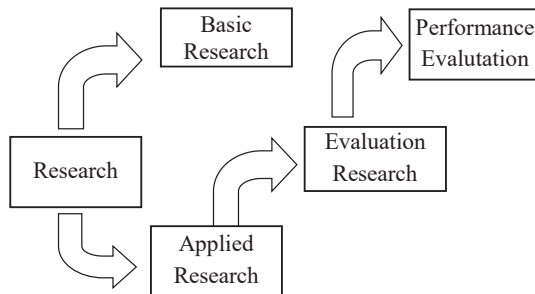 Basic
Research
Performance
Evalutation
Research
Evaluation
Research
Applied
Research